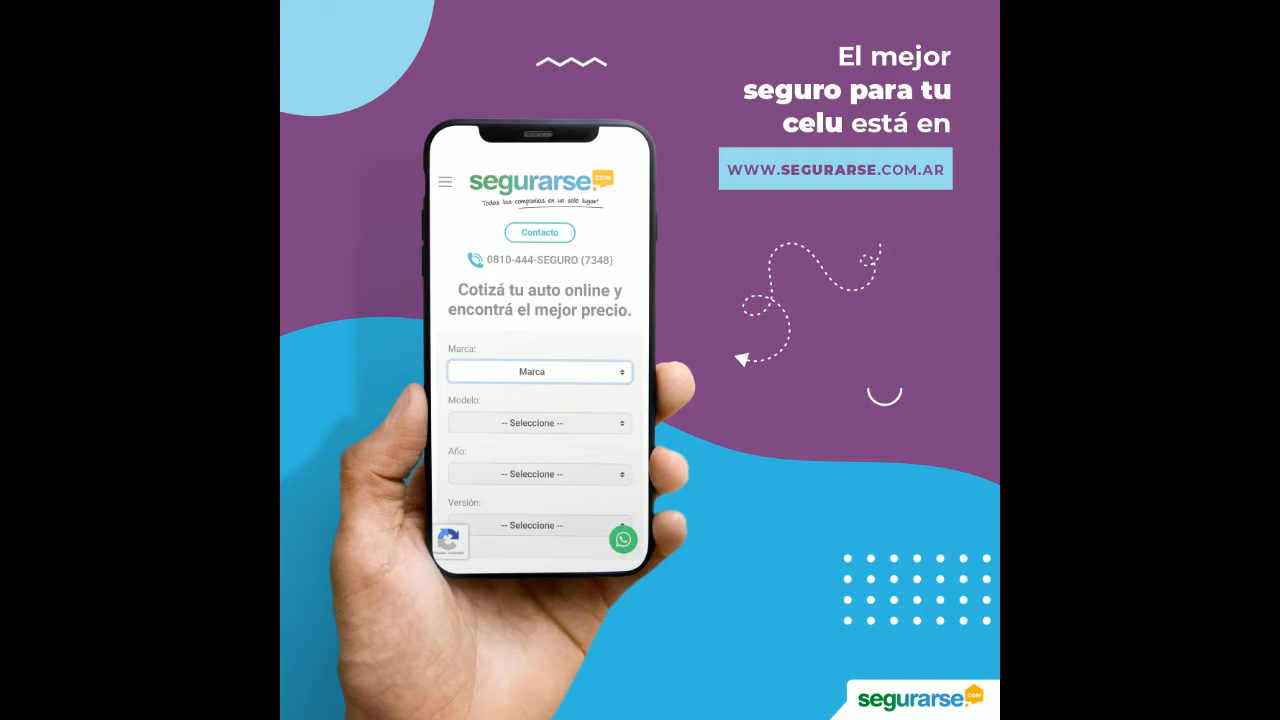 El mejor
seguro para tu
celu está en
WWW.SEGURARSE.COM.AR
segurarse.COM
Todas las compañías en un solo lugar!
Contacto
0810-444-SEGURO (7348)
Cotizá tu auto online y
encontrá el mejor precio.
Marca:
Marca
Modelo:
-- Seleccione --
Año:
-- Seleccione --
Versión:
-- Seleccione --
segurarse.COM